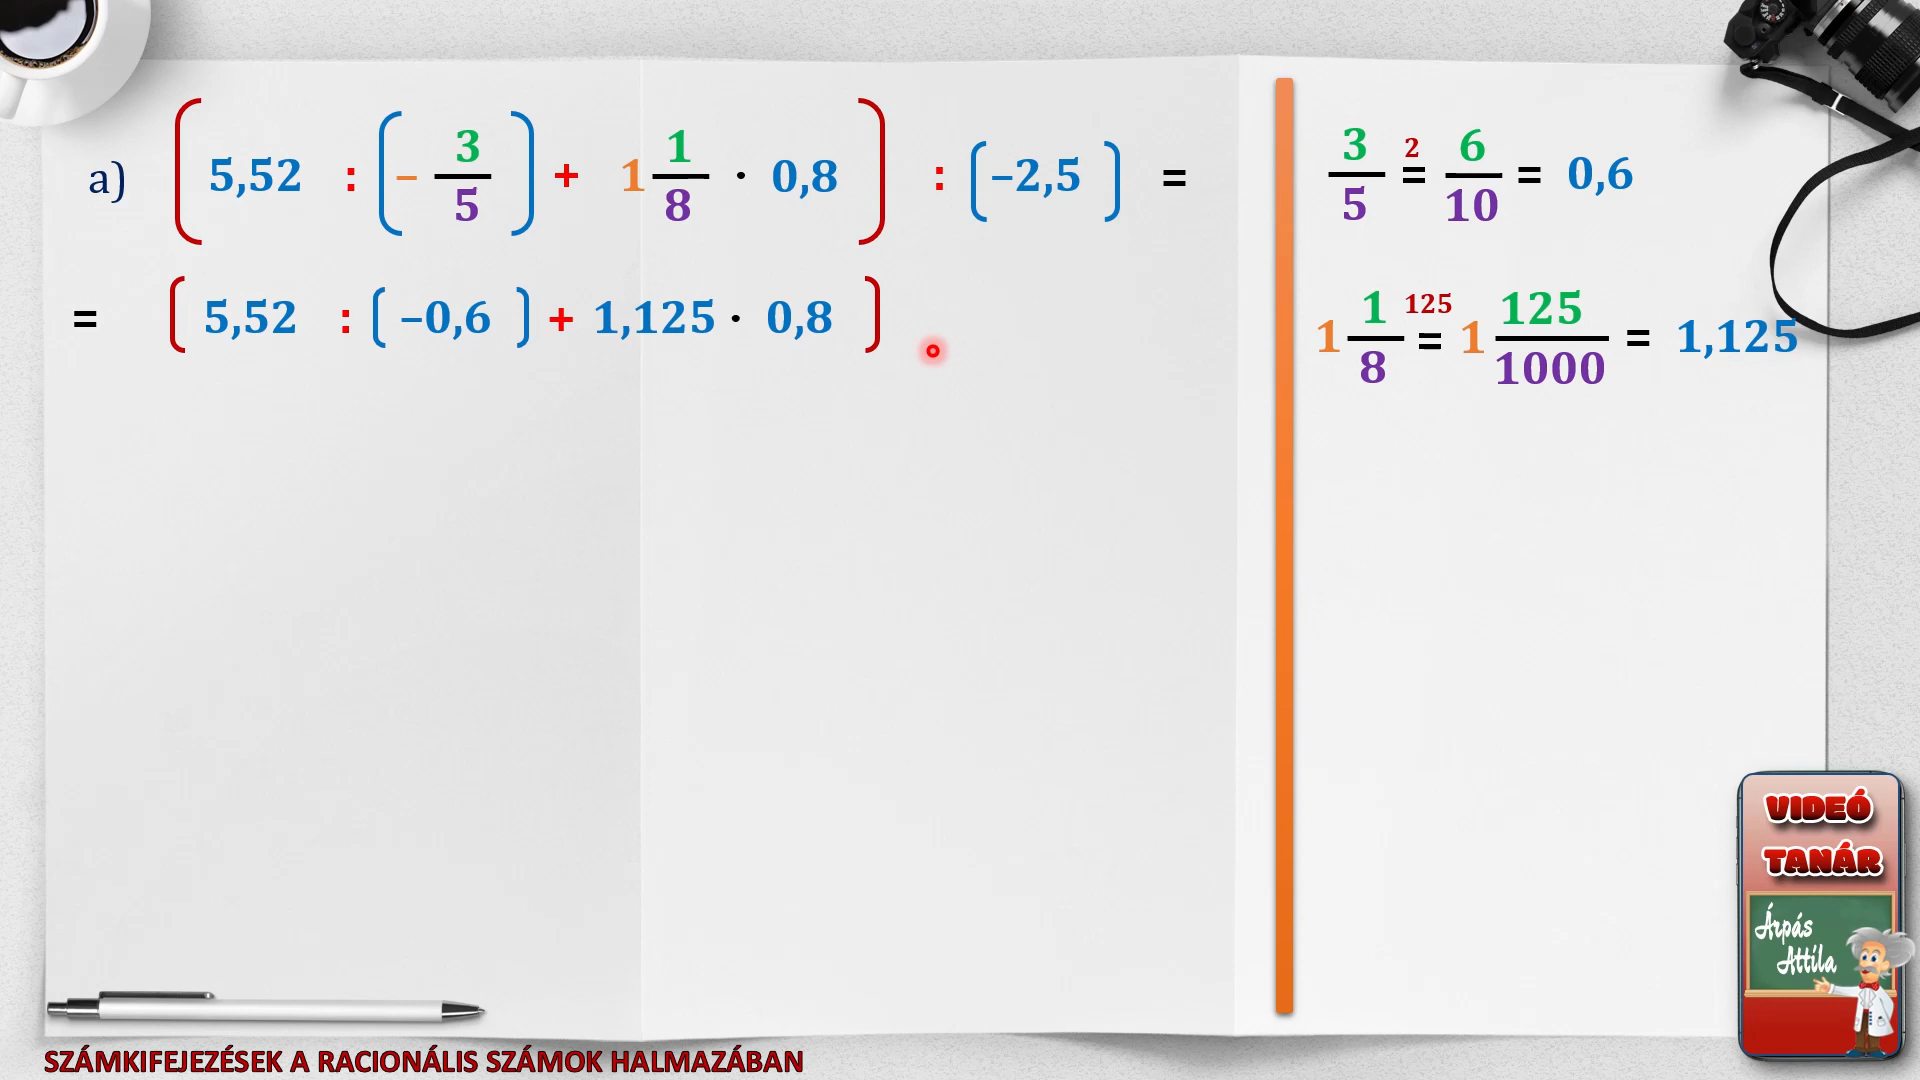 a) ( 5,52 : ( − 3/5 ) + 1 1/8 · 0,8 ) : ( −2,5 ) =
= ( 5,52 : ( −0,6 ) + 1,125 · 0,8 )
3/5 =² 6/10 = 0,6
1 1/8 =¹²⁵ 1 125/1000 = 1,125
VIDEÓ
TANÁR
Árpás
Attila
SZÁMKIFEJEZÉSEK A RACIONÁLIS SZÁMOK HALMAZÁBAN